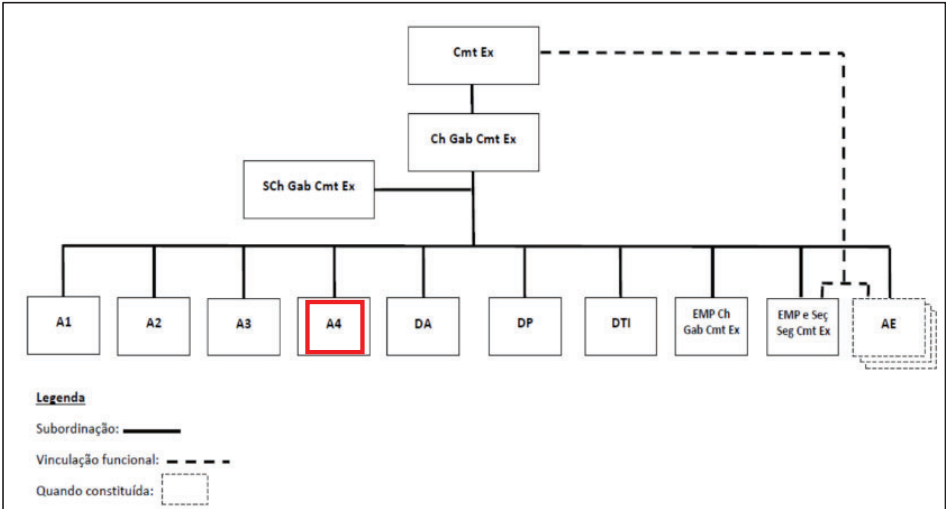 Cmt Ex
Ch Gab Cmt Ex
SCh Gab Cmt Ex
A1
A2
A3
A4
DA
DP
DTI
EMP Ch
Gab Cmt Ex
EMP e Seç
Seg Cmt Ex
AE
Legenda
Subordinação:
Vinculação funcional:
Quando constituída: